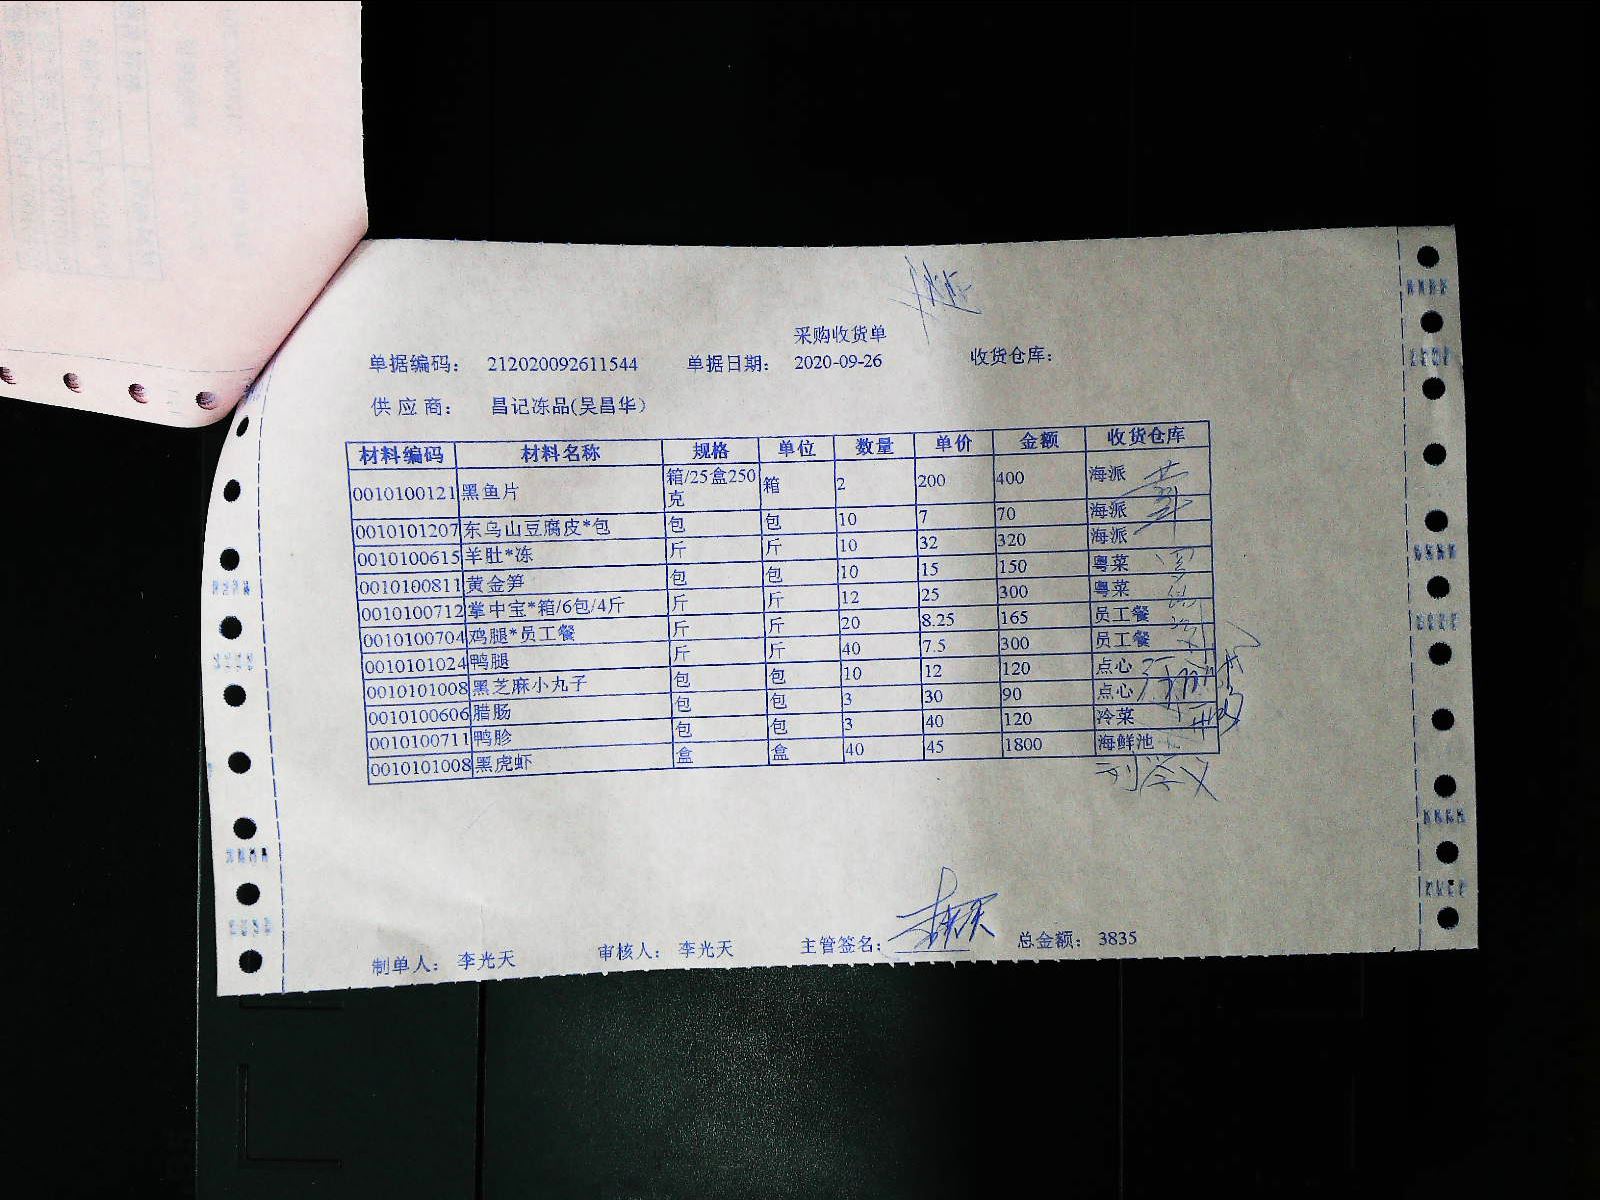 采购收货单
单据编码： 212020092611544 单据日期： 2020-09-26 收货仓库：
供 应 商： 昌记冻品(吴昌华)
材料编码 材料名称 规格 单位 数量 单价 金额 收货仓库
0010100121 黑鱼片 箱/25盒250克 箱 2 200 400 海派
0010101207 东乌山豆腐皮*包 包 包 10 7 70 海派
0010100615 羊肚*冻 斤 斤 10 32 320 海派
0010100811 黄金笋 包 包 10 15 150 粤菜
0010100712 掌中宝*箱/6包/4斤 斤 斤 12 25 300 粤菜
0010100704 鸡腿*员工餐 斤 斤 20 8.25 165 员工餐
0010101024 鸭腿 斤 斤 40 7.5 300 员工餐
0010101008 黑芝麻小丸子 包 包 10 12 120 点心
0010100606 腊肠 包 包 3 30 90 点心
0010100711 鸭胗 包 包 3 40 120 冷菜
0010101008 黑虎虾 盒 盒 40 45 1800 海鲜池
制单人： 李光天 审核人： 李光天 主管签名： 总金额： 3835